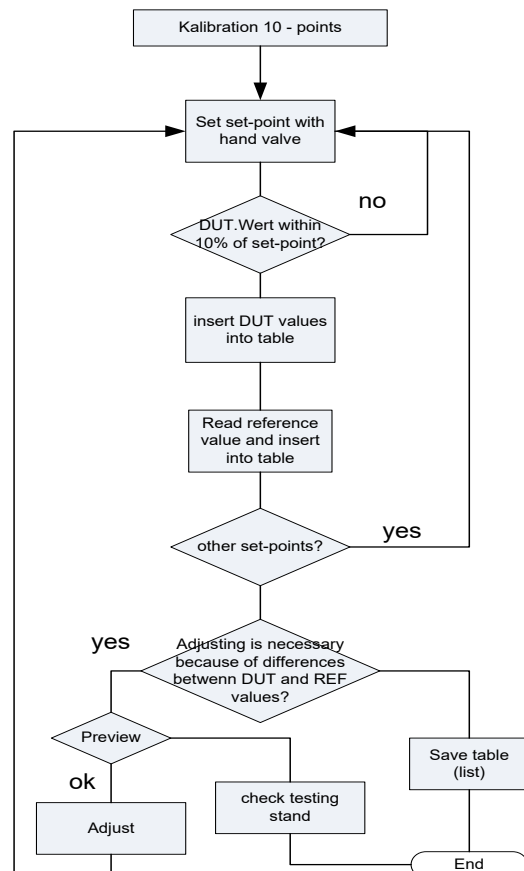 Kalibration 10 - points
Set set-point with
hand valve
no
DUT.Wert within
10% of set-point?
insert DUT values
into table
Read reference
value and insert
into table
other set-points?
yes
yes
Adjusting is necessary
because of differences
betwenn DUT and REF
values?
Preview
ok
Save table
(list)
check testing
stand
Adjust
End